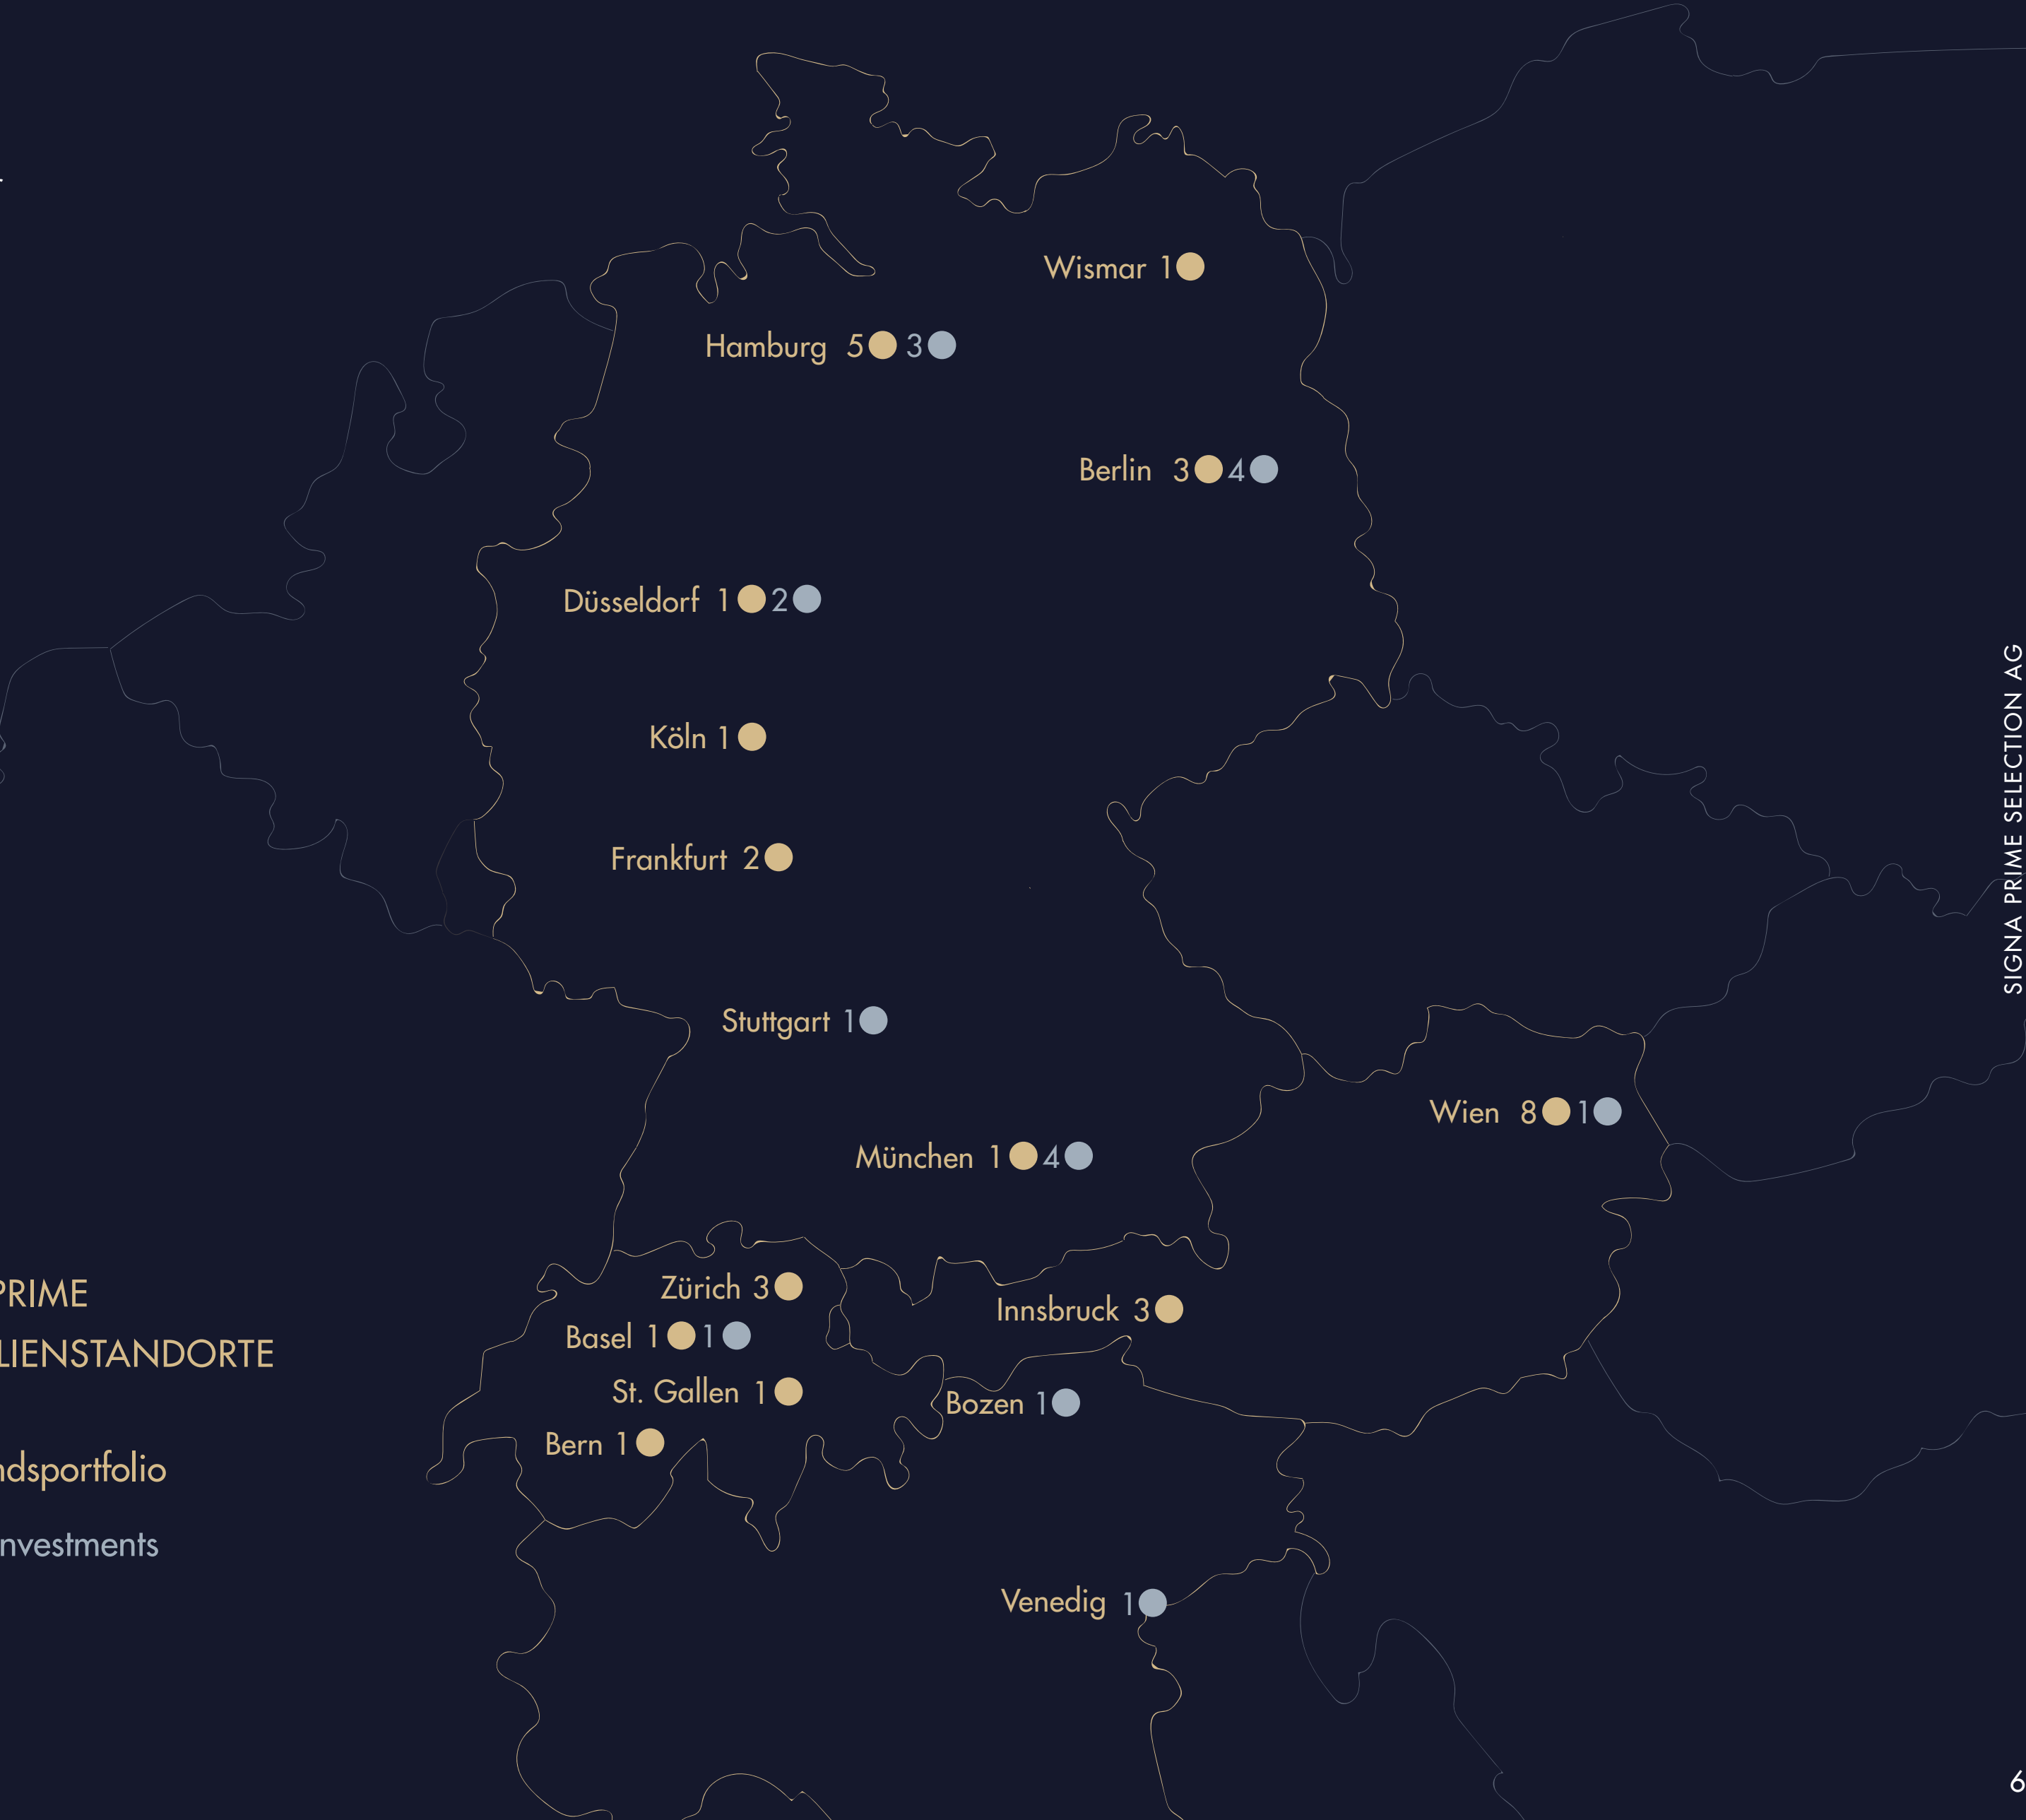 Wismar 1
Hamburg 5 3
Berlin 3 4
Düsseldorf 1 2
Köln 1
Frankfurt 2
Stuttgart 1
Wien 8 1
München 1 4
Zürich 3
Innsbruck 3
Basel 1 1
St. Gallen 1
Bozen 1
Bern 1
Venedig 1
PRIME
LIENSTANDORTE
ndsportfolio
nvestments
SIGNA PRIME SELECTION AG
6